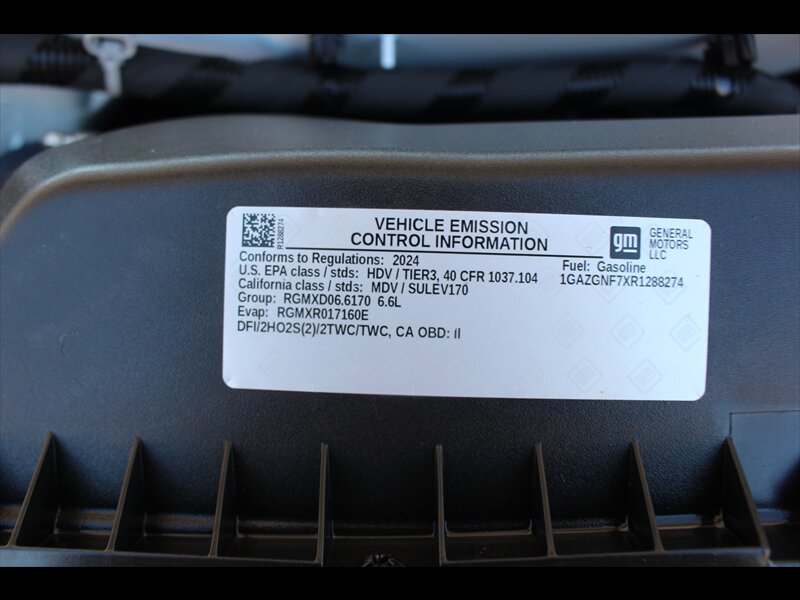 R1288274
VEHICLE EMISSION
CONTROL INFORMATION
gm
GENERAL
MOTORS
LLC
Conforms to Regulations: 2024
Fuel: Gasoline
U.S. EPA class / stds: HDV / TIER3, 40 CFR 1037.104
1GAZGNF7XR1288274
California class / stds: MDV / SULEV170
Group: RGMXD06.6170 6.6L
Evap: RGMXR017160E
DFI/2HO2S(2)/2TWC/TWC, CA OBD: II